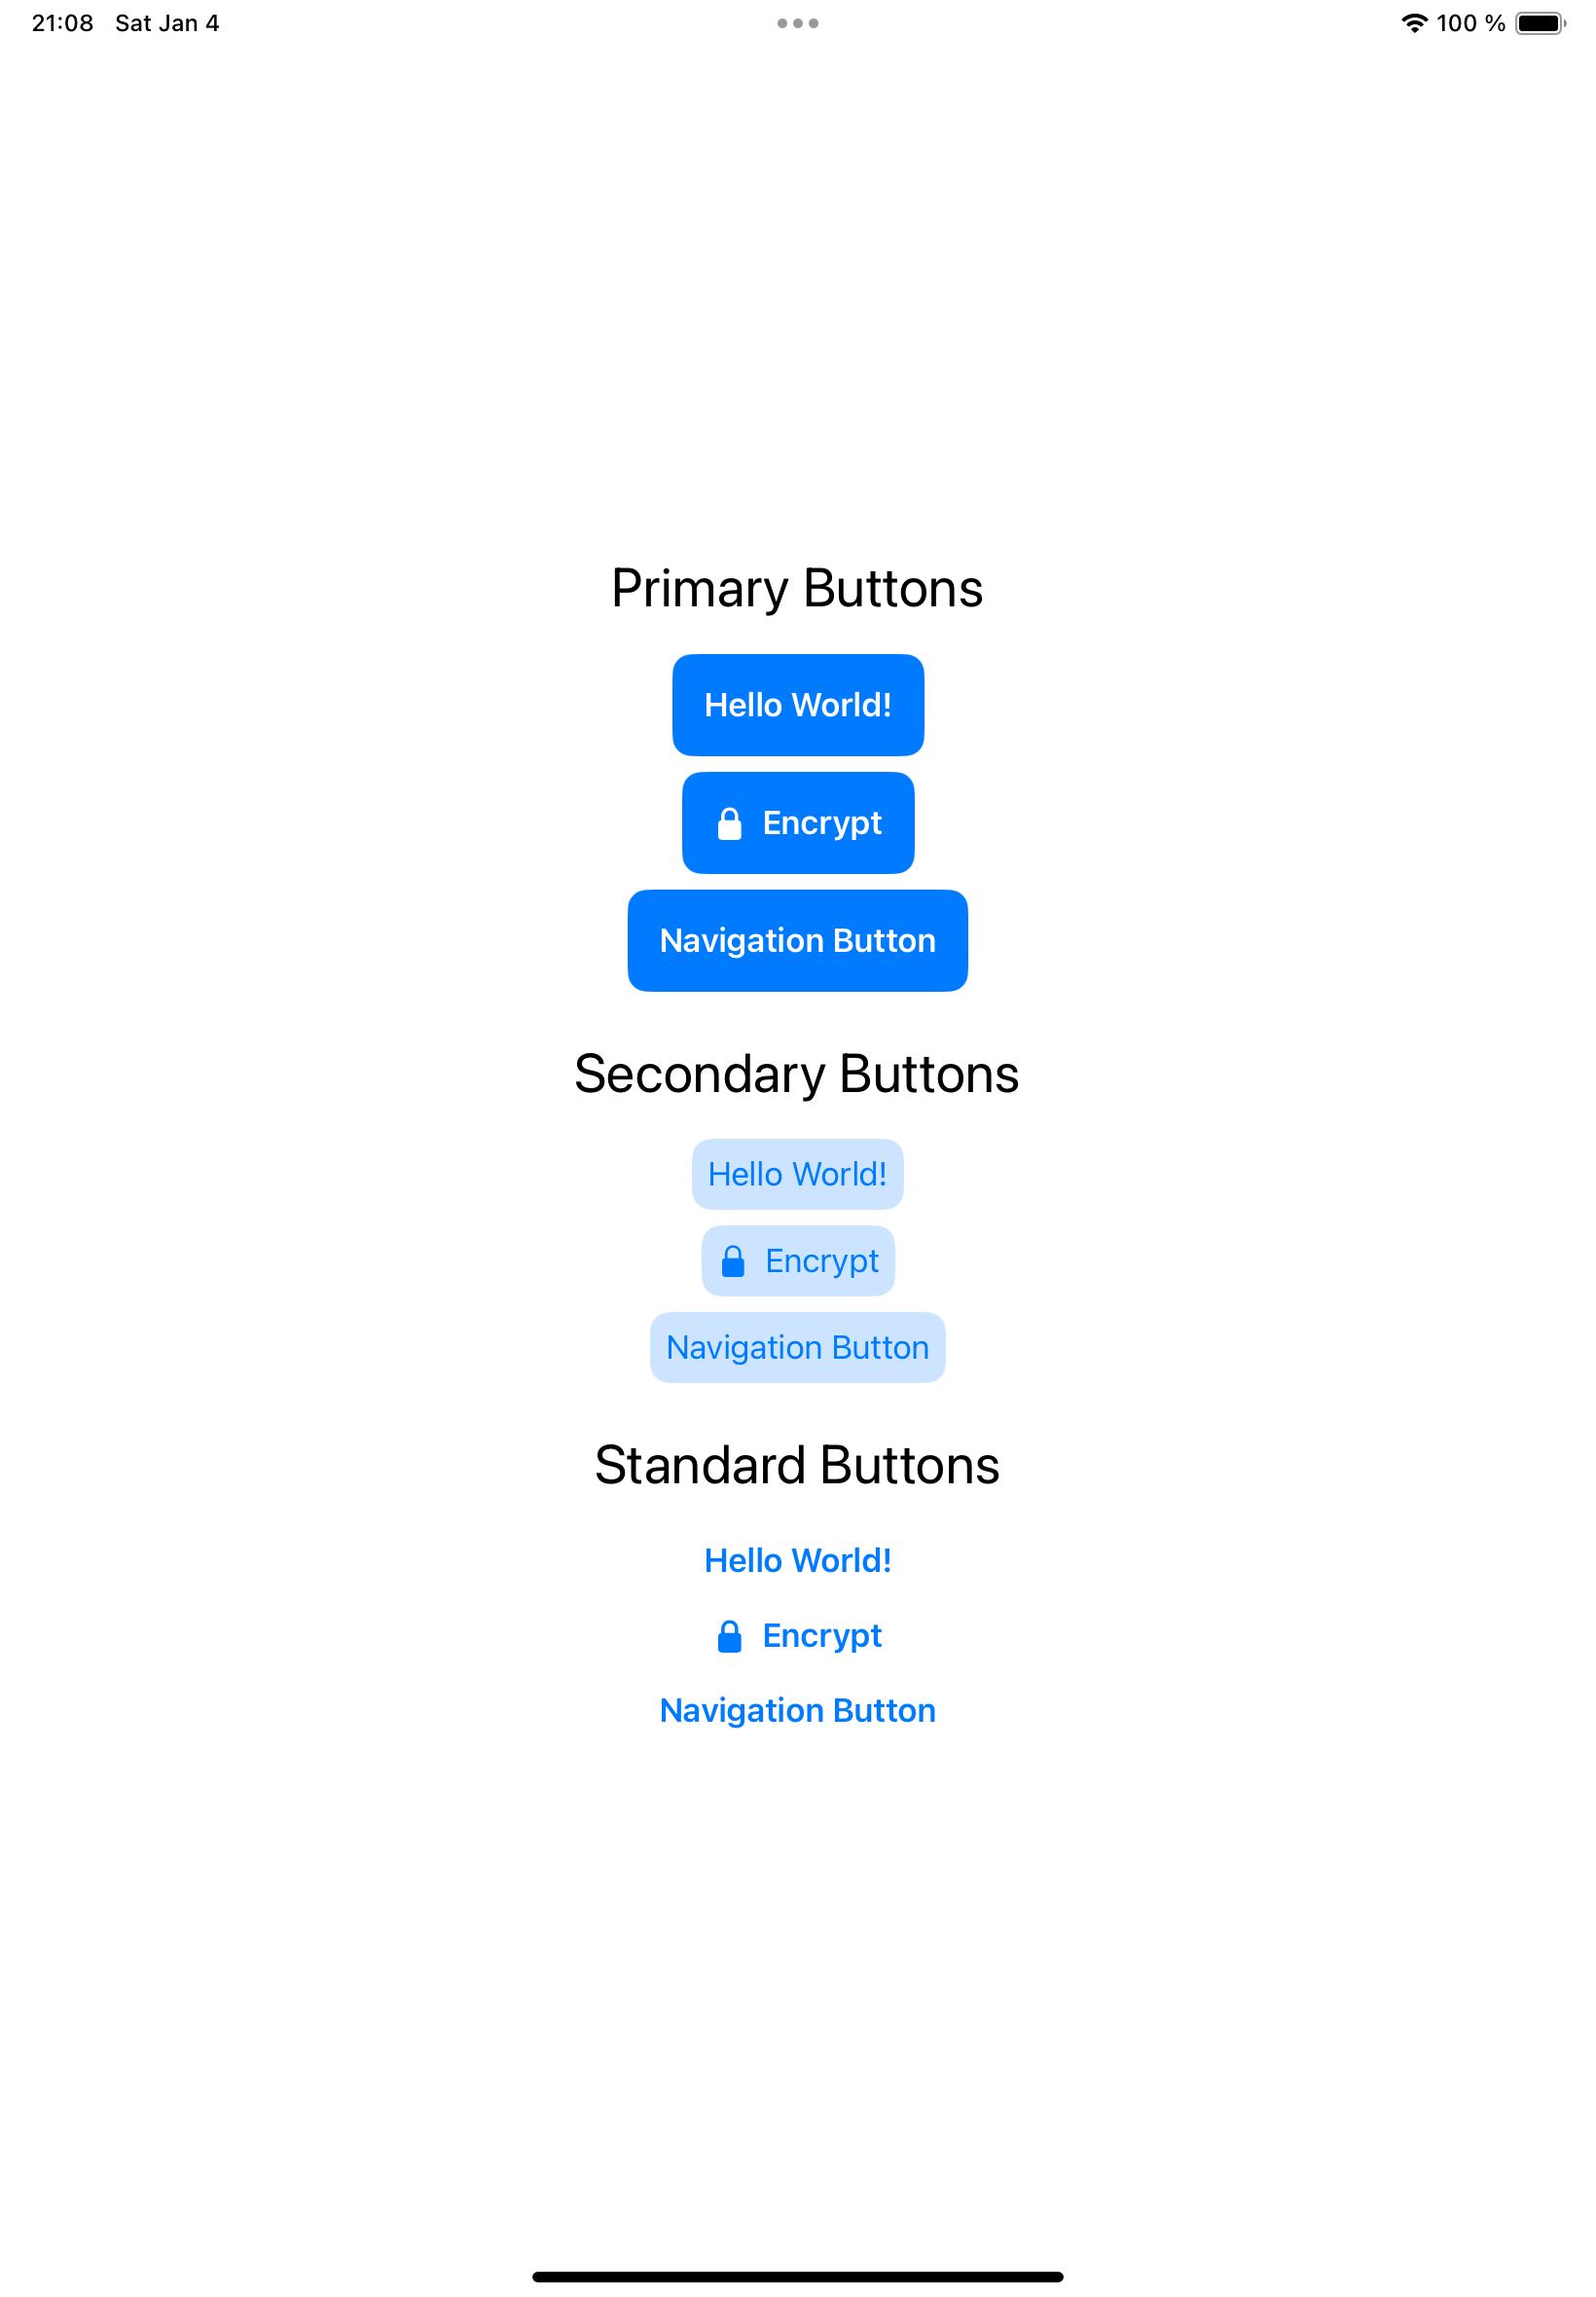 21:08 Sat Jan 4 100 %
Primary Buttons
Hello World!
Encrypt
Navigation Button
Secondary Buttons
Hello World!
Encrypt
Navigation Button
Standard Buttons
Hello World!
Encrypt
Navigation Button